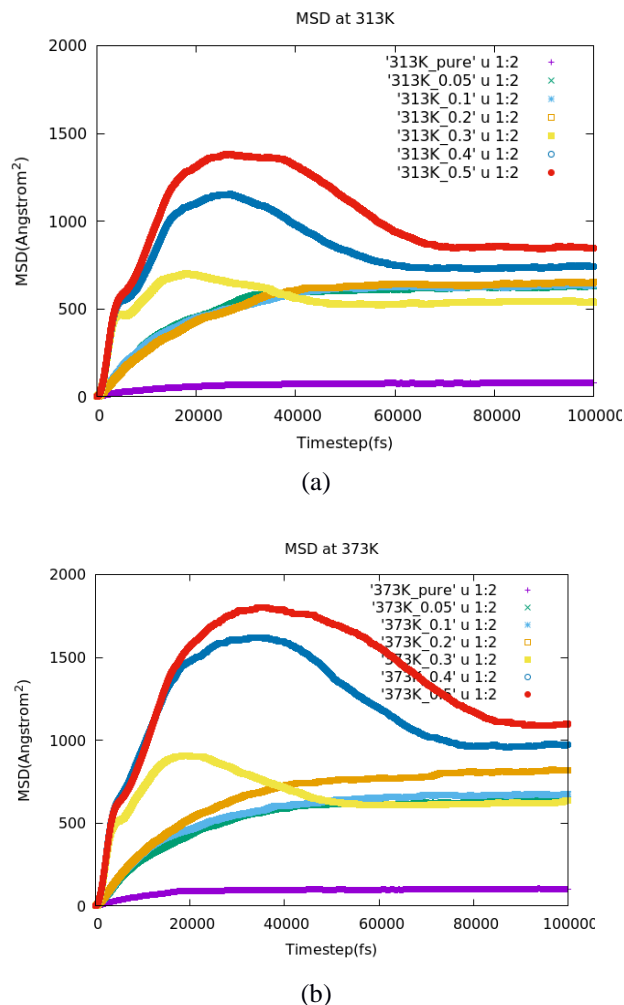 MSD at 313K
2000
1500
1000
500
0
MSD(Angstrom²)
'313K_pure' u 1:2
'313K_0.05' u 1:2
'313K_0.1' u 1:2
'313K_0.2' u 1:2
'313K_0.3' u 1:2
'313K_0.4' u 1:2
'313K_0.5' u 1:2
0 20000 40000 60000 80000 100000
Timestep(fs)
(a)
MSD at 373K
2000
1500
1000
500
0
MSD(Angstrom²)
'373K_pure' u 1:2
'373K_0.05' u 1:2
'373K_0.1' u 1:2
'373K_0.2' u 1:2
'373K_0.3' u 1:2
'373K_0.4' u 1:2
'373K_0.5' u 1:2
0 20000 40000 60000 80000 100000
Timestep(fs)
(b)